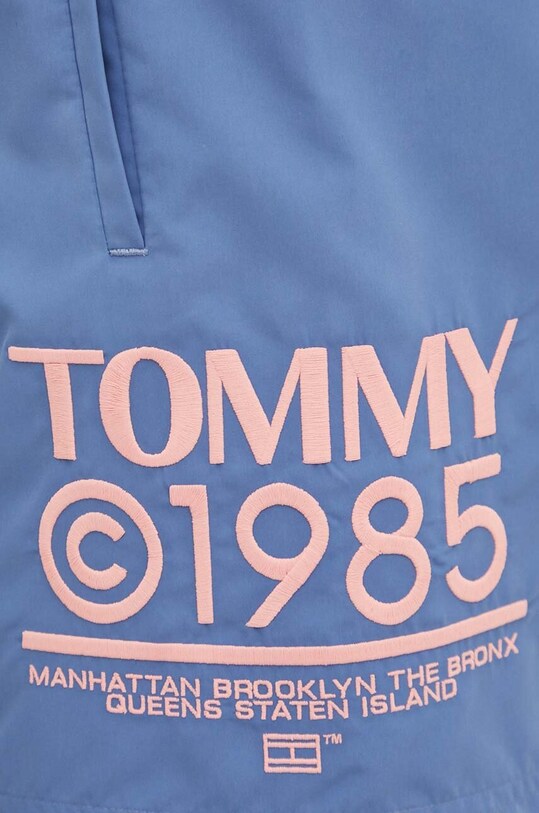 TOMMY
©1985
MANHATTAN BROOKLYN THE BRONX
QUEENS STATEN ISLAND
™